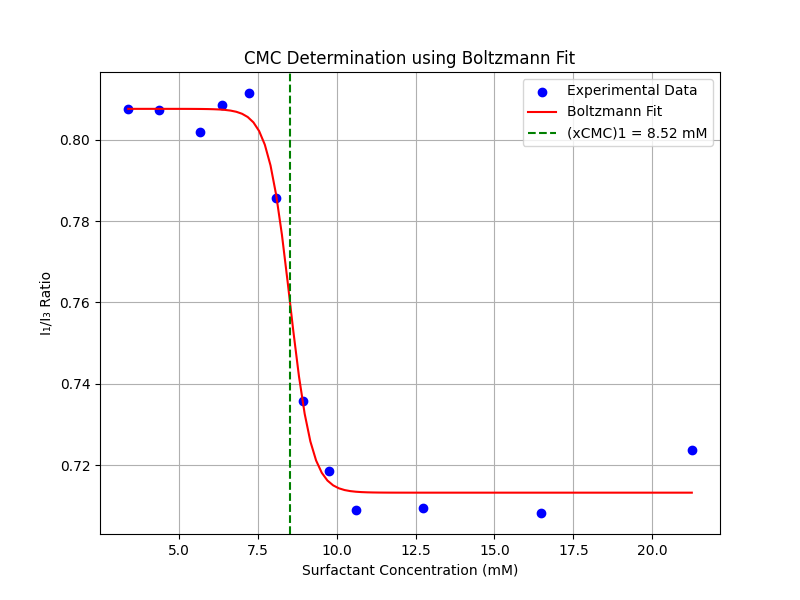 CMC Determination using Boltzmann Fit
Experimental Data
Boltzmann Fit
(xCMC)1 = 8.52 mM
I₁/I₃ Ratio
0.80
0.78
0.76
0.74
0.72
5.0 7.5 10.0 12.5 15.0 17.5 20.0
Surfactant Concentration (mM)